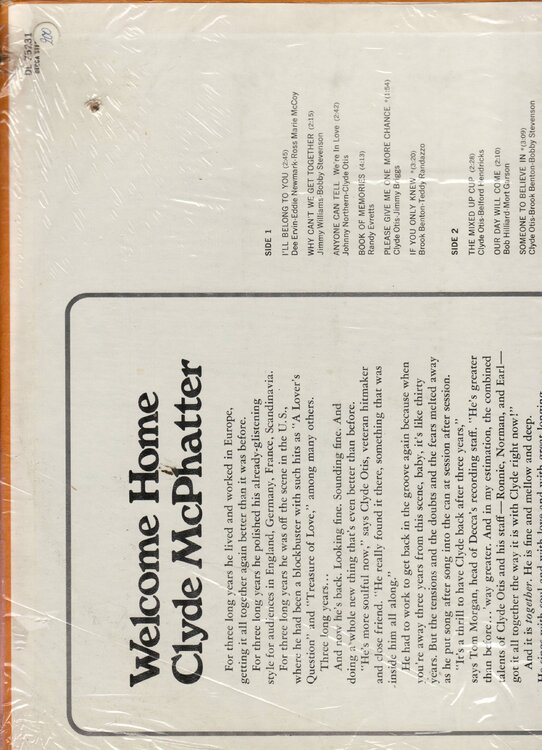 DL 75231
200
Welcome Home
Clyde McPhatter
For three long years he lived and worked in Europe,
getting it all together again better than it was before.
For three long years he polished his already-glistening
style for audiences in England, Germany, France, Scandinavia.
For three long years he was off the scene in the U.S.,
where he had been a blockbuster with such hits as "A Lover's
Question" and "Treasure of Love," among many others.
Three long years...
And now he's back. Looking fine. Sounding fine. And
doing a whole new thing that's even better than before.
"He's more soulful now," says Clyde Otis, veteran hitmaker
and close friend. "He really found it there, something that was
inside him all along."
He had to work to get back in the groove again because when
you're away three years from this scene, baby, it's like thirty
years. But the tensions and the doubts and the fears melted away
as he put song after song into the can at session after session.
"It's a thrill to have Clyde back after three years,"
says Tom Morgan, head of Decca's recording staff. "He's greater
than before...'way greater. And in my estimation, the combined
talents of Clyde Otis and his staff—Ronnie, Norman, and Earl—
got it all together the way it is with Clyde right now!"
And it is together. He is fine and mellow and deep.
SIDE 1
I'LL BELONG TO YOU (2:45)
Dee Ervin-Eddie Newmark-Ross Marie McCoy
WHY CAN'T WE GET TOGETHER (2:15)
Jimmy Williams-Bobby Stevenson
ANYONE CAN TELL We're In Love (2:42)
Johnny Northern-Clyde Otis
BOOK OF MEMORIES (4:13)
Randy Evretts
PLEASE GIVE ME ONE MORE CHANCE *(1:54)
Clyde Otis-Jimmy Briggs
IF YOU ONLY KNEW *(3:20)
Brook Benton-Teddy Randazzo
SIDE 2
THE MIXED UP CUP (2:28)
Clyde Otis-Belford Hendricks
OUR DAY WILL COME (2:10)
Bob Hilliard-Mort Garson
SOMEONE TO BELIEVE IN *(3:09)
Clyde Otis-Brook Benton-Bobby Stevenson